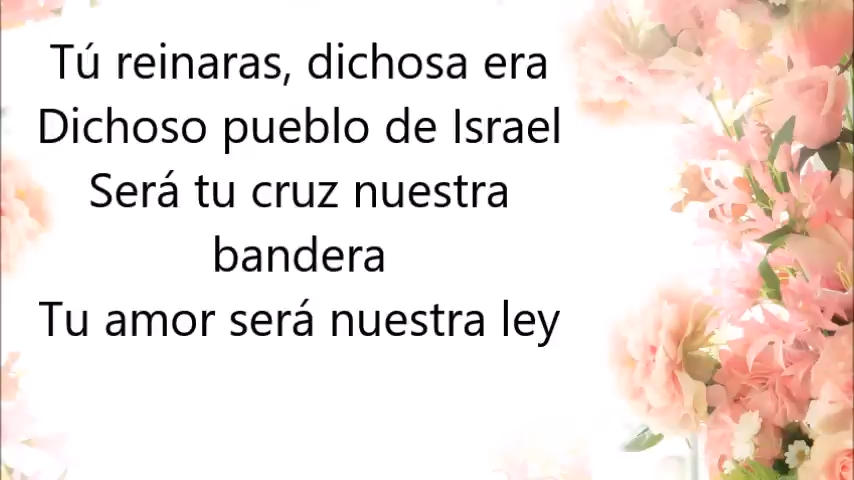 Tú reinaras, dichosa era
Dichoso pueblo de Israel
Será tu cruz nuestra
bandera
Tu amor será nuestra ley